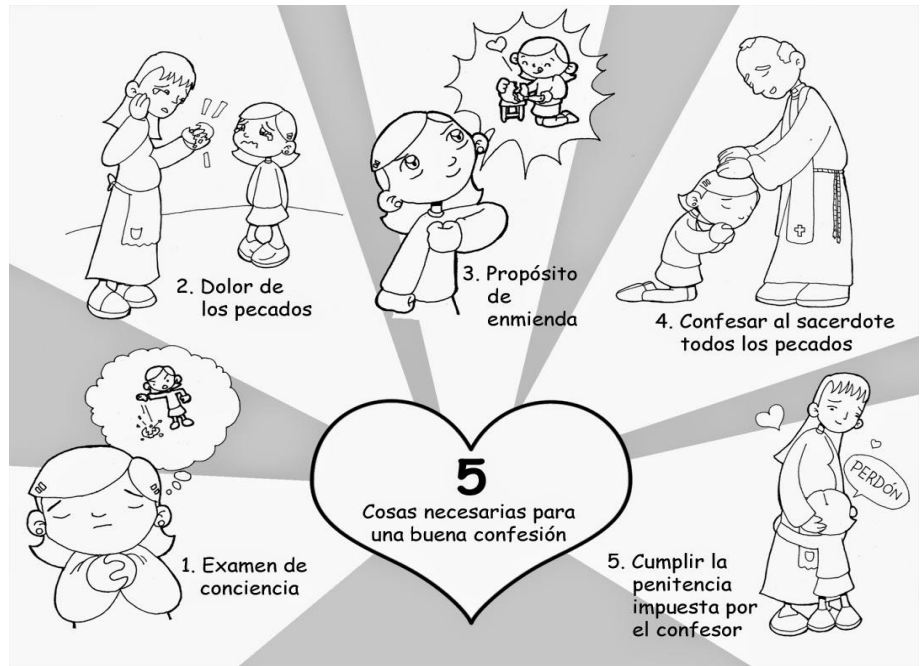 5
Cosas necesarias para
una buena confesión
1. Examen de
conciencia
2. Dolor de
los pecados
3. Propósito
de
enmienda
4. Confesar al sacerdote
todos los pecados
5. Cumplir la
penitencia
impuesta por
el confesor
PERDÓN